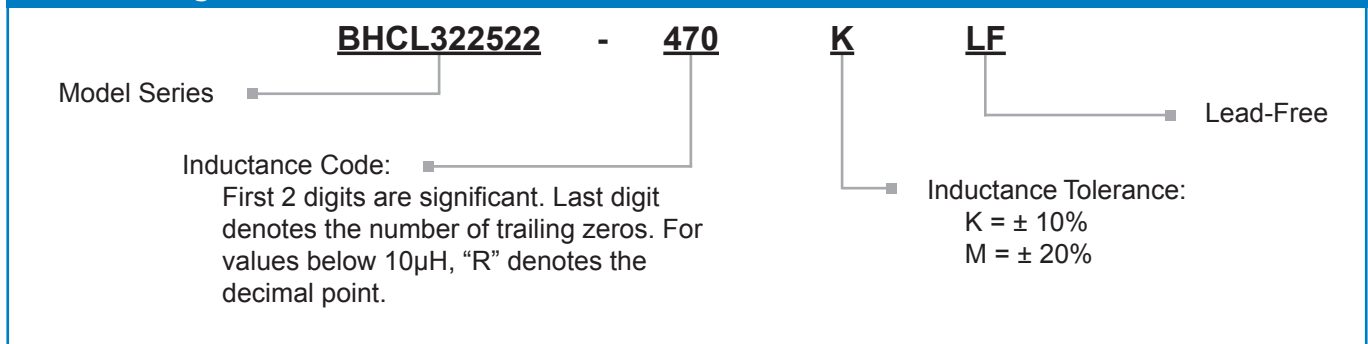 BHCL322522 - 470 K LF
Model Series
Lead-Free
Inductance Code:
First 2 digits are significant. Last digit
denotes the number of trailing zeros. For
values below 10µH, “R” denotes the
decimal point.
Inductance Tolerance:
K = ± 10%
M = ± 20%